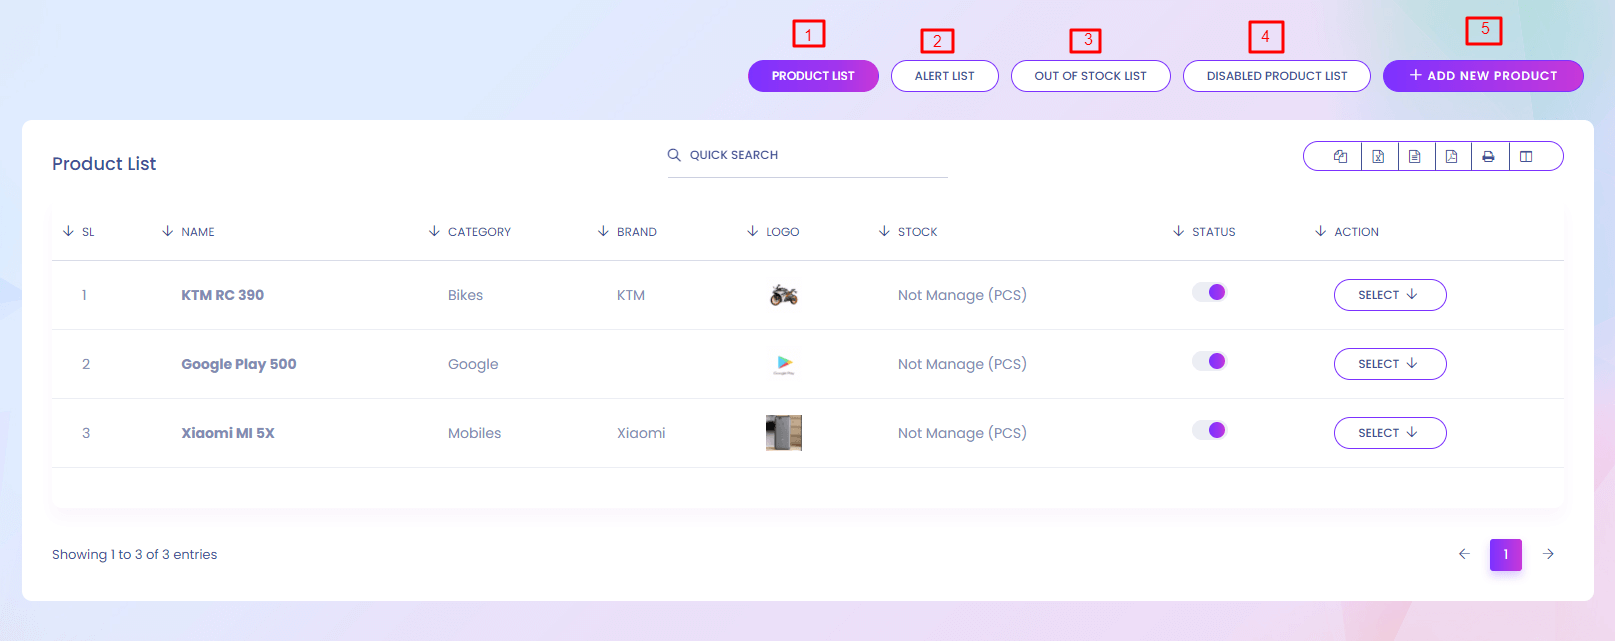 1 2 3 4 5
PRODUCT LIST ALERT LIST OUT OF STOCK LIST DISABLED PRODUCT LIST + ADD NEW PRODUCT
Product List QUICK SEARCH
SL NAME CATEGORY BRAND LOGO STOCK STATUS ACTION
1 KTM RC 390 Bikes KTM Not Manage (PCS) SELECT
2 Google Play 500 Google Google Play Not Manage (PCS) SELECT
3 Xiaomi MI 5X Mobiles Xiaomi Not Manage (PCS) SELECT
Showing 1 to 3 of 3 entries 1